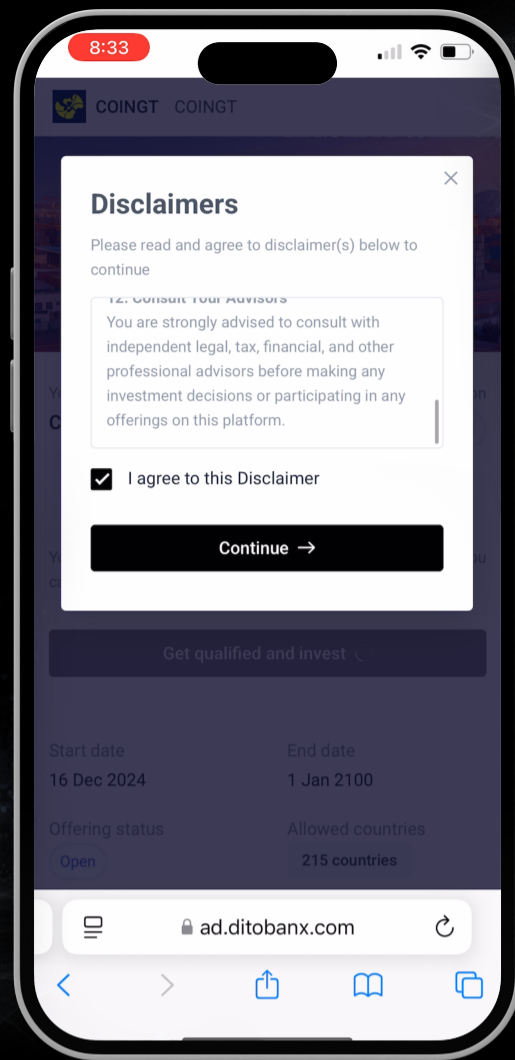 8:33
COINGT COINGT
Disclaimers
Please read and agree to disclaimer(s) below to
continue
12. Consult Your Advisors
You are strongly advised to consult with
independent legal, tax, financial, and other
professional advisors before making any
investment decisions or participating in any
offerings on this platform.
I agree to this Disclaimer
Continue →
Get qualified and invest
Start date End date
16 Dec 2024 1 Jan 2100
Offering status Allowed countries
Open 215 countries
ad.ditobanx.com